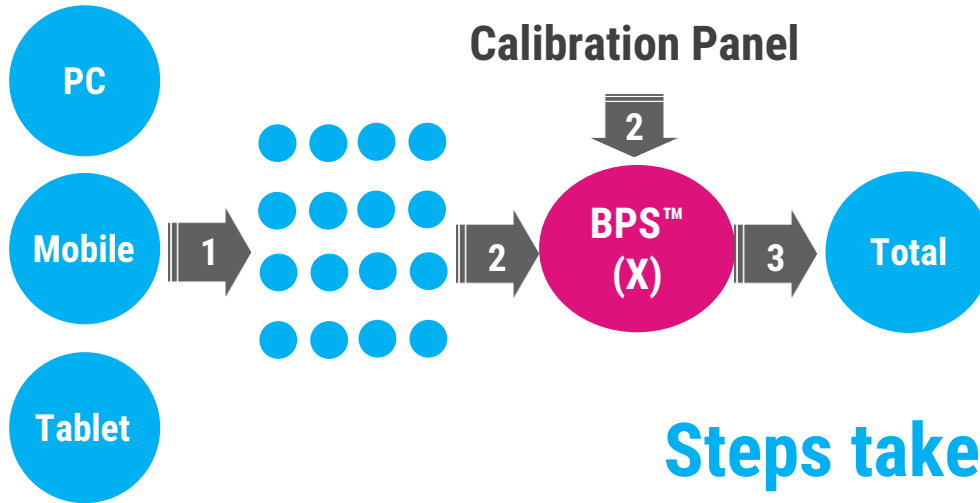 PC
Calibration Panel
2
Mobile
1
2
BPS™
(X)
3
Total
Tablet
Steps take